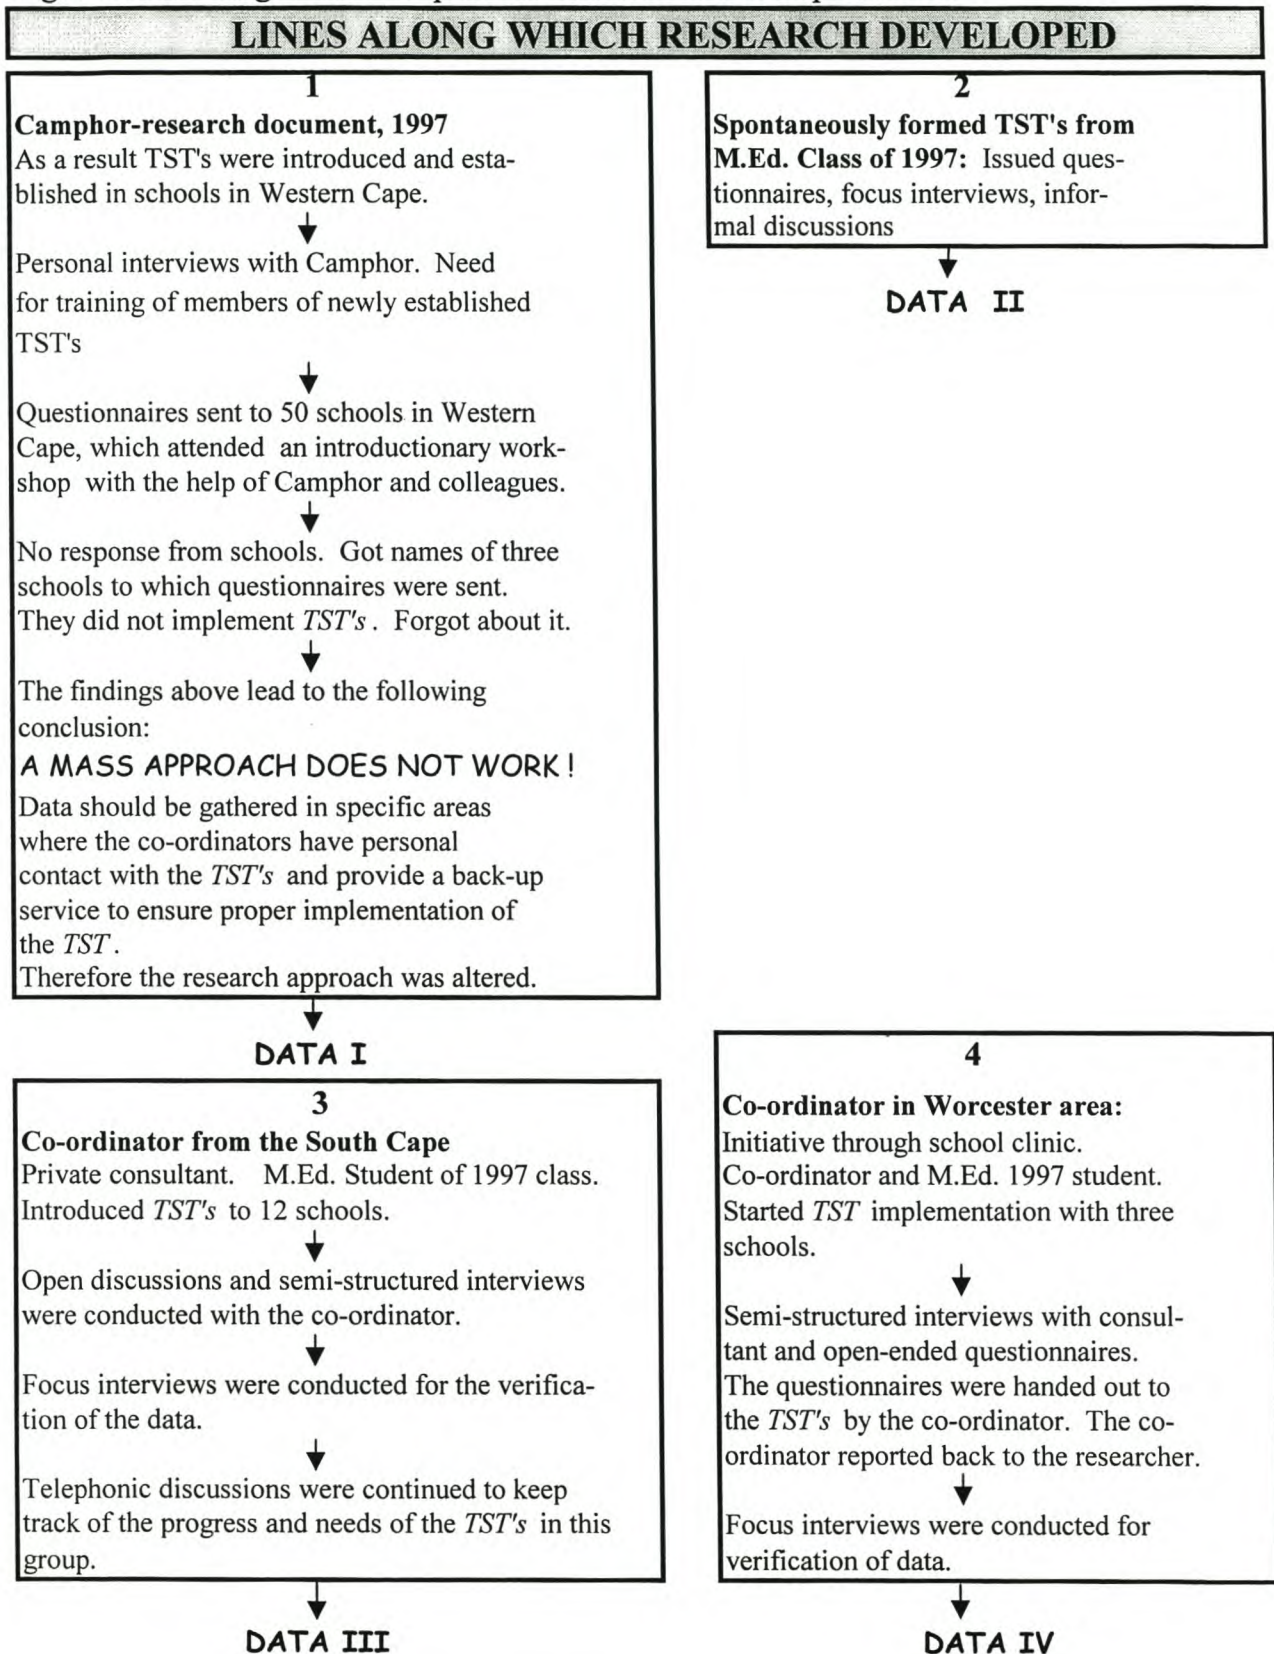 LINES ALONG WHICH RESEARCH DEVELOPED
1
Camphor-research document, 1997
As a result TST's were introduced and esta-
blished in schools in Western Cape.
Personal interviews with Camphor. Need
for training of members of newly established
TST's
Questionnaires sent to 50 schools in Western
Cape, which attended an introductionary work-
shop with the help of Camphor and colleagues.
No response from schools. Got names of three
schools to which questionnaires were sent.
They did not implement TST's. Forgot about it.
The findings above lead to the following
conclusion:
A MASS APPROACH DOES NOT WORK!
Data should be gathered in specific areas
where the co-ordinators have personal
contact with the TST's and provide a back-up
service to ensure proper implementation of
the TST.
Therefore the research approach was altered.
DATA I
2
Spontaneously formed TST's from
M.Ed. Class of 1997: Issued ques-
tionnaires, focus interviews, infor-
mal discussions
DATA II
3
Co-ordinator from the South Cape
Private consultant. M.Ed. Student of 1997 class.
Introduced TST's to 12 schools.
Open discussions and semi-structured interviews
were conducted with the co-ordinator.
Focus interviews were conducted for the verifica-
tion of the data.
Telephonic discussions were continued to keep
track of the progress and needs of the TST's in this
group.
DATA III
4
Co-ordinator in Worcester area:
Initiative through school clinic.
Co-ordinator and M.Ed. 1997 student.
Started TST implementation with three
schools.
Semi-structured interviews with consul-
tant and open-ended questionnaires.
The questionnaires were handed out to
the TST's by the co-ordinator. The co-
ordinator reported back to the researcher.
Focus interviews were conducted for
verification of data.
DATA IV